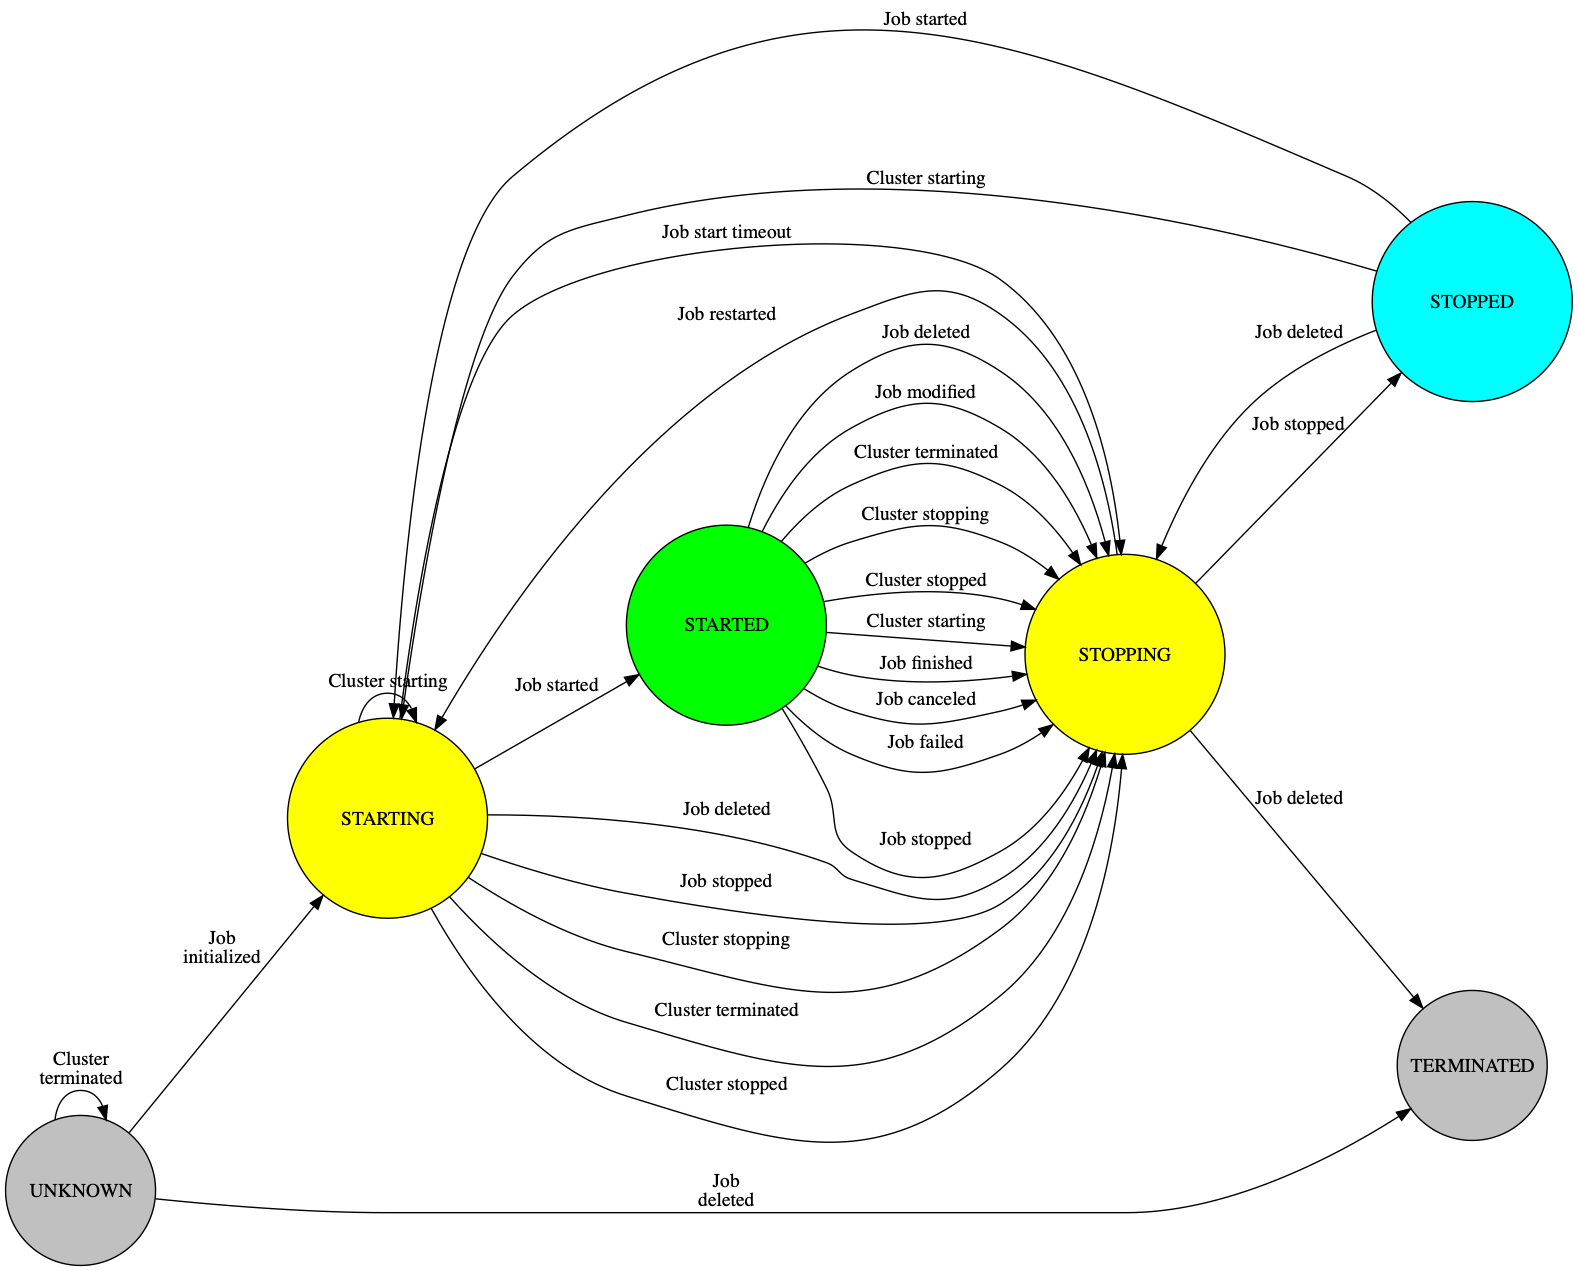 Job started
Cluster starting
Job start timeout
Job restarted
Job deleted
Job modified
Cluster terminated
Cluster stopping
Cluster stopped
Cluster starting
Job finished
Job canceled
Job failed
Job stopped
STOPPED
Job deleted
Job stopped
STARTED
STOPPING
Cluster starting
Job started
STARTING
Job deleted
Job stopped
Cluster stopping
Cluster terminated
Cluster stopped
Job deleted
Job
initialized
Cluster
terminated
TERMINATED
UNKNOWN
Job
deleted